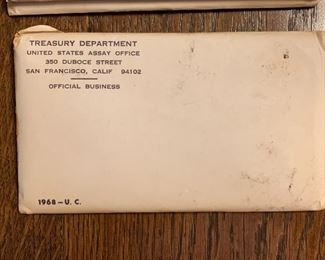 TREASURY DEPARTMENT
UNITED STATES ASSAY OFFICE
350 DUBOCE STREET
SAN FRANCISCO, CALIF 94102
OFFICIAL BUSINESS
1968 – U. C.